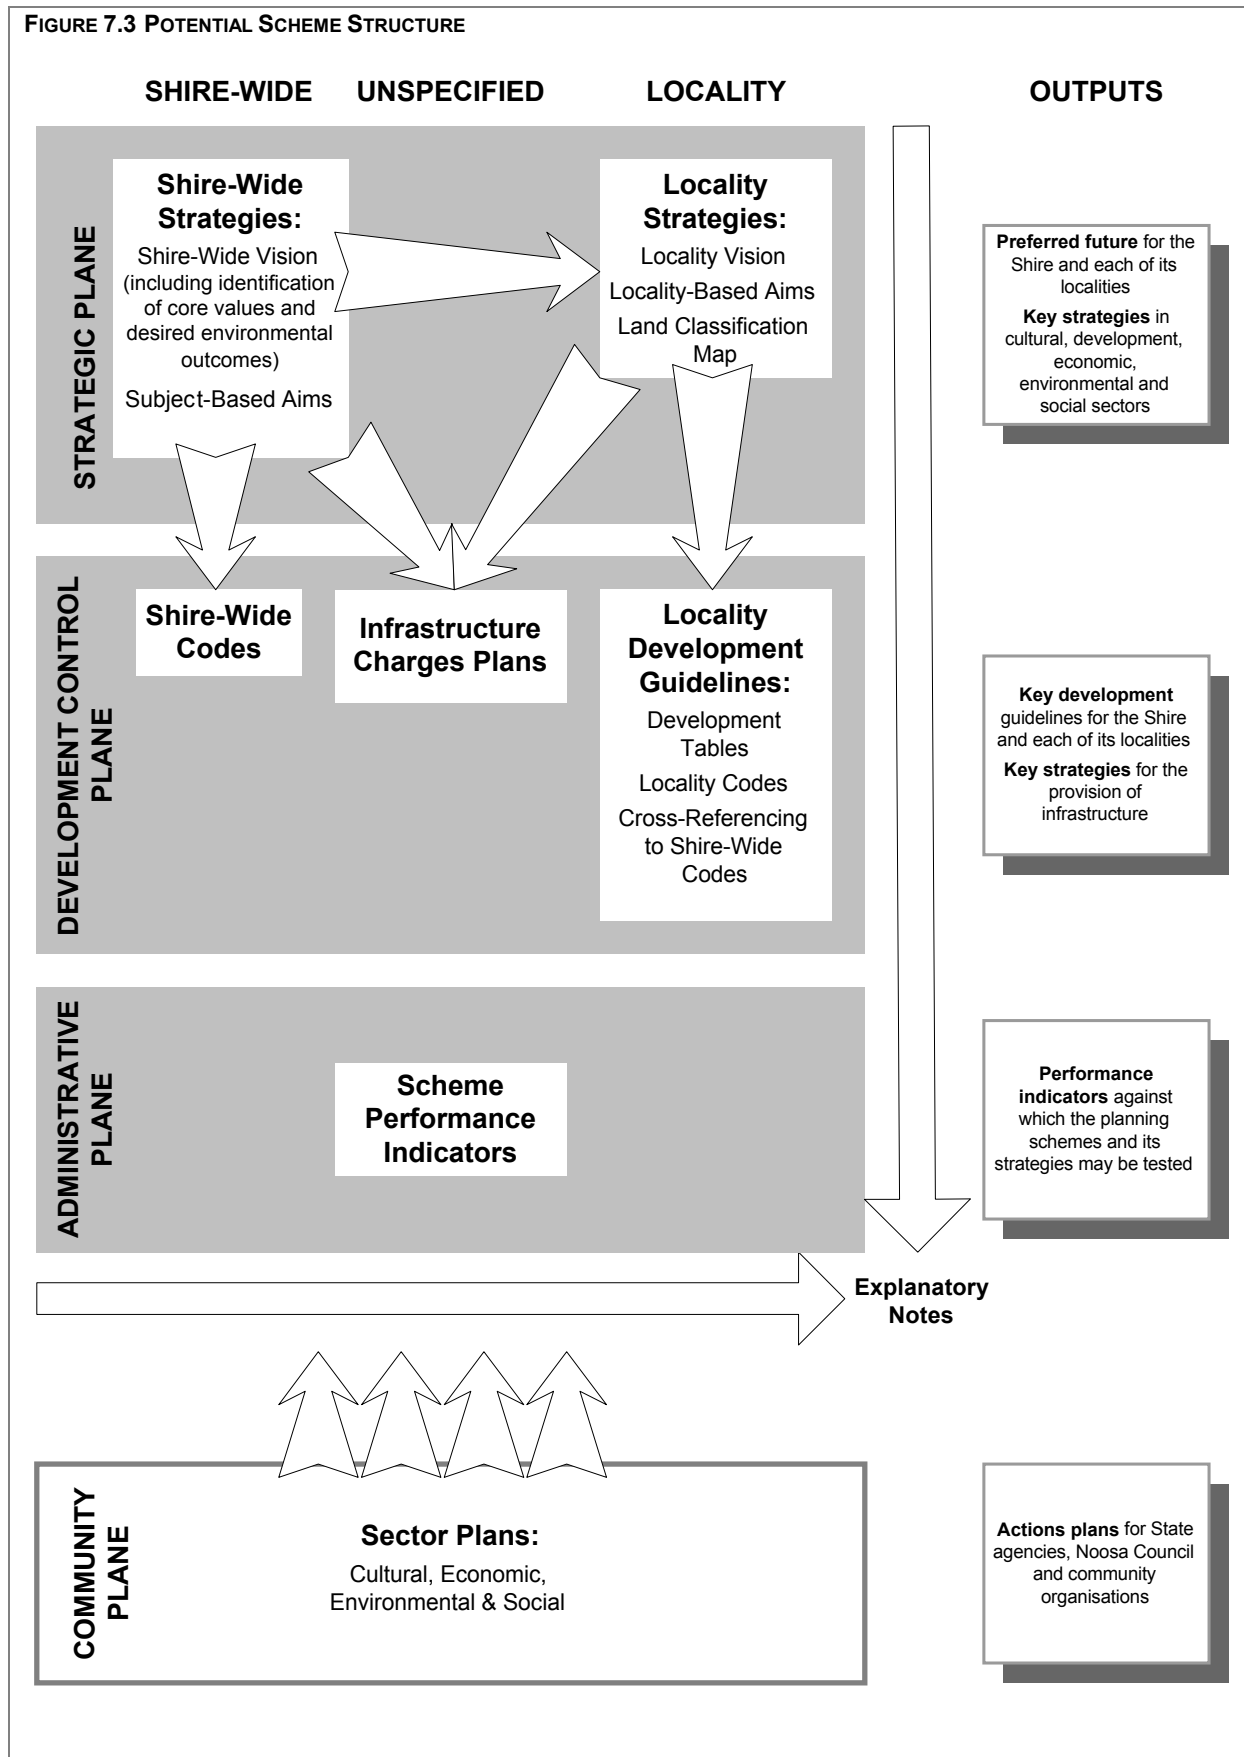 FIGURE 7.3 POTENTIAL SCHEME STRUCTURE
SHIRE-WIDE UNSPECIFIED LOCALITY OUTPUTS
STRATEGIC PLANE
Shire-Wide
Strategies:
Shire-Wide Vision
(including identification
of core values and
desired environmental
outcomes)
Subject-Based Aims
Locality
Strategies:
Locality Vision
Locality-Based Aims
Land Classification
Map
Preferred future for the
Shire and each of its
localities
Key strategies in
cultural, development,
economic,
environmental and
social sectors
DEVELOPMENT CONTROL
PLANE
Shire-Wide
Codes
Infrastructure
Charges Plans
Locality
Development
Guidelines:
Development
Tables
Locality Codes
Cross-Referencing
to Shire-Wide
Codes
Key development
guidelines for the Shire
and each of its localities
Key strategies for the
provision of
infrastructure
ADMINISTRATIVE
PLANE
Scheme
Performance
Indicators
Performance
indicators against
which the planning
schemes and its
strategies may be tested
Explanatory
Notes
COMMUNITY
PLANE
Sector Plans:
Cultural, Economic,
Environmental & Social
Actions plans for State
agencies, Noosa Council
and community
organisations